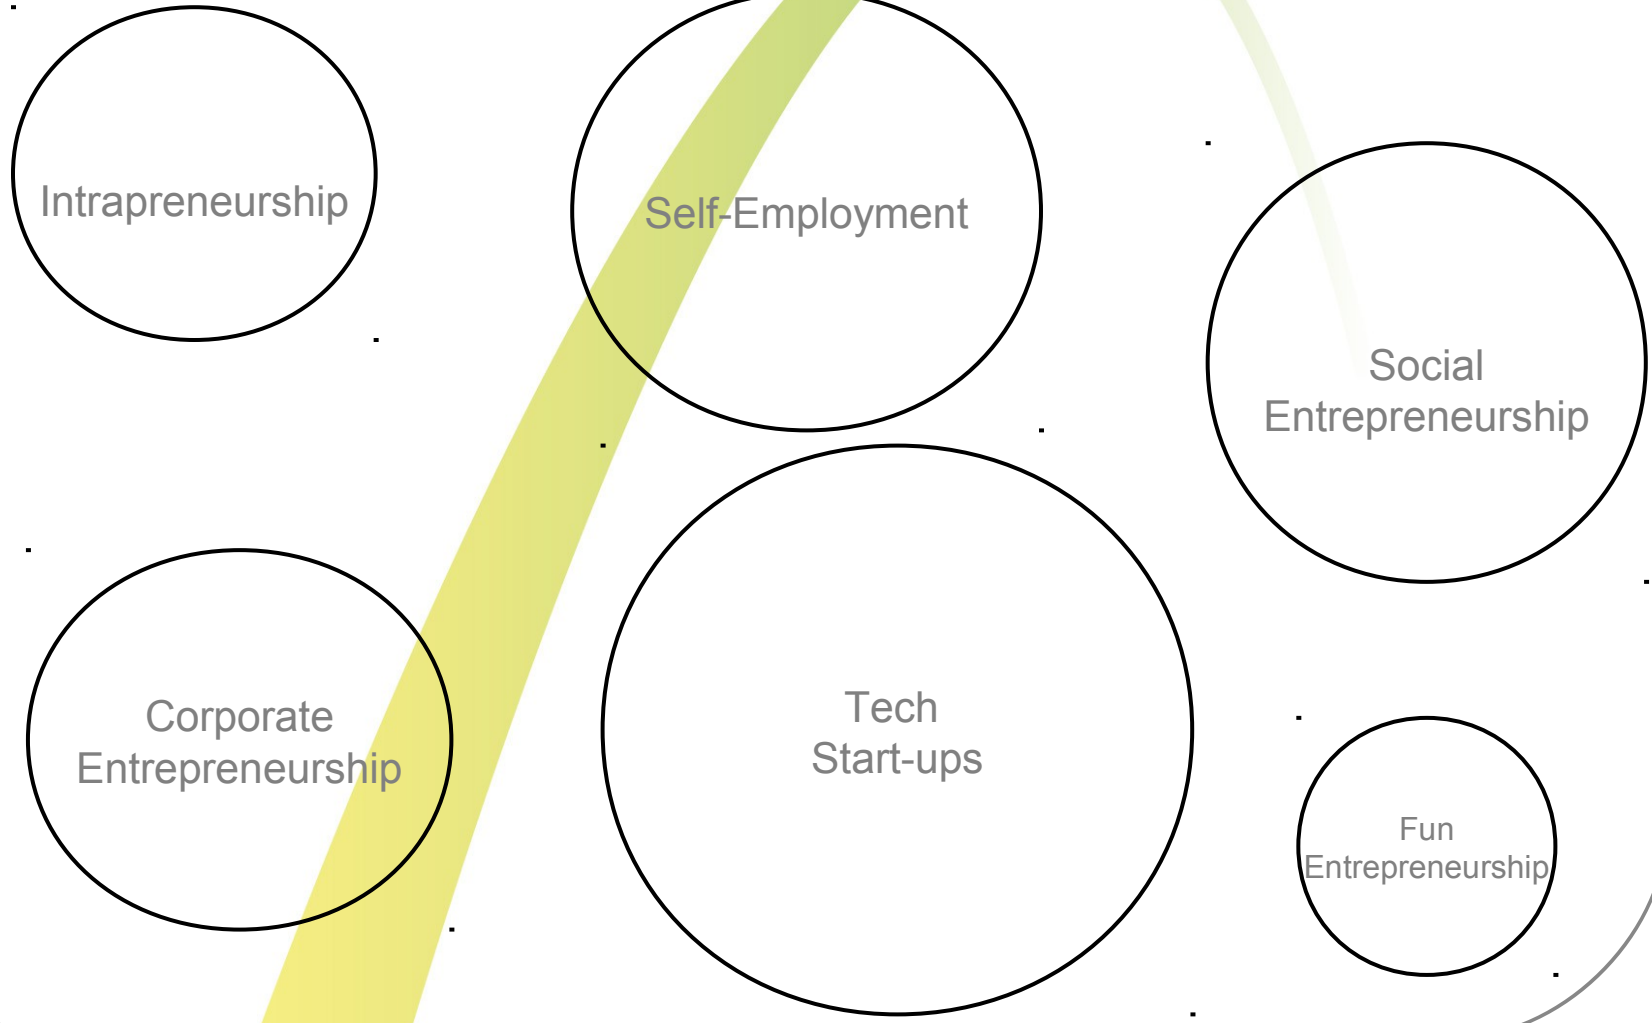 Intrapreneurship
Self-Employment
Social
Entrepreneurship
Corporate
Entrepreneurship
Tech
Start-ups
Fun
Entrepreneurship